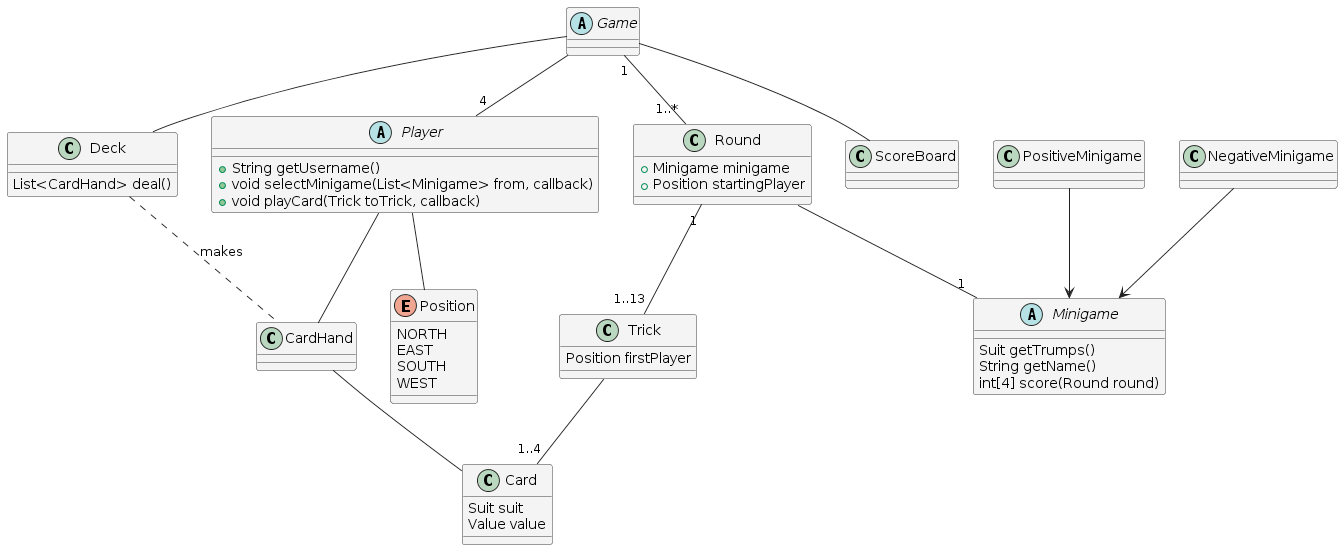 A Game
1
4
1..*
C Deck
List<CardHand> deal()
A Player
String getUsername()
void selectMinigame(List<Minigame> from, callback)
void playCard(Trick toTrick, callback)
C Round
Minigame minigame
Position startingPlayer
C ScoreBoard
C PositiveMinigame
C NegativeMinigame
makes
1
1
1..13
C CardHand
E Position
NORTH
EAST
SOUTH
WEST
C Trick
Position firstPlayer
A Minigame
Suit getTrumps()
String getName()
int[4] score(Round round)
1..4
C Card
Suit suit
Value value